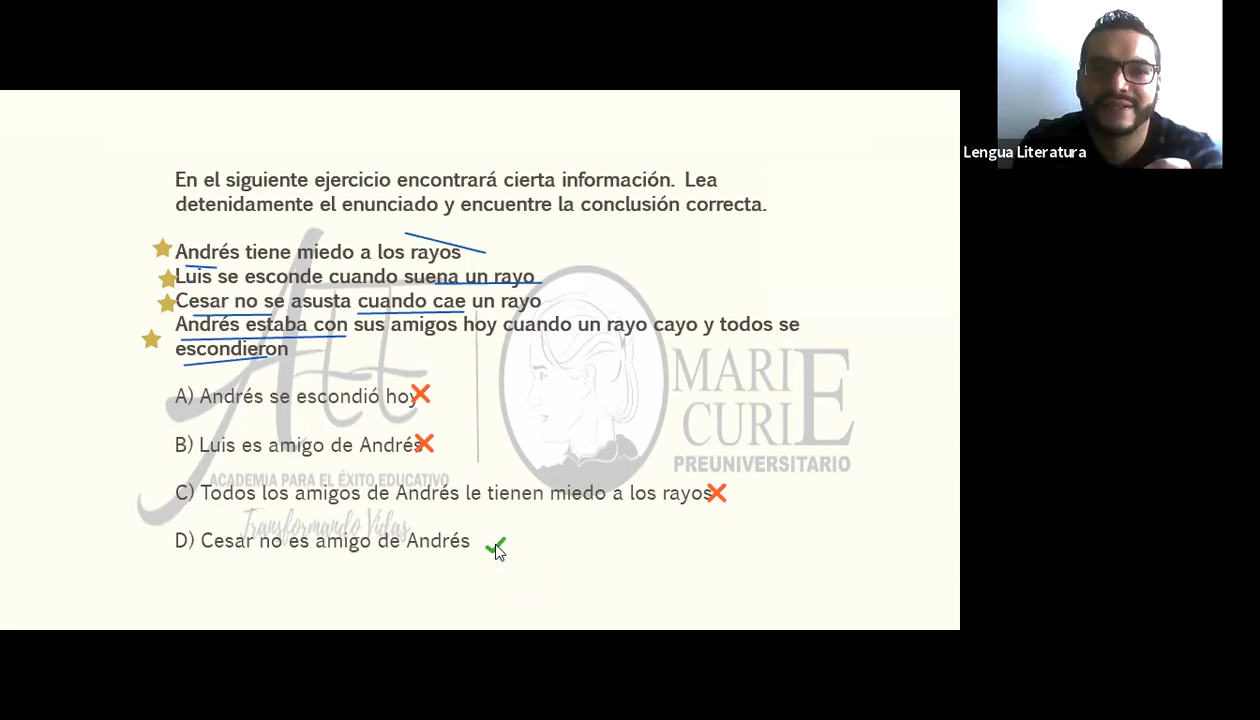 Lengua Literatura
En el siguiente ejercicio encontrará cierta información. Lea
detenidamente el enunciado y encuentre la conclusión correcta.
Andrés tiene miedo a los rayos
Luis se esconde cuando suena un rayo
Cesar no se asusta cuando cae un rayo
Andrés estaba con sus amigos hoy cuando un rayo cayo y todos se
escondieron
A) Andrés se escondió hoy
B) Luis es amigo de Andrés
C) Todos los amigos de Andrés le tienen miedo a los rayos
D) Cesar no es amigo de Andrés
AEE
ACADEMIA PARA EL ÉXITO EDUCATIVO
Transformando Vidas
MARIE
CURIE
PREUNIVERSITARIO